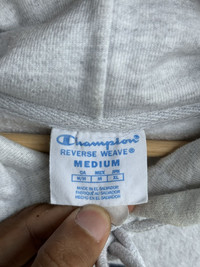 Champion
REVERSE WEAVE®
MEDIUM
MADE IN EL SALVADOR
FABRIQUÉ AU SALVADOR
HECHO EN EL SALVADOR